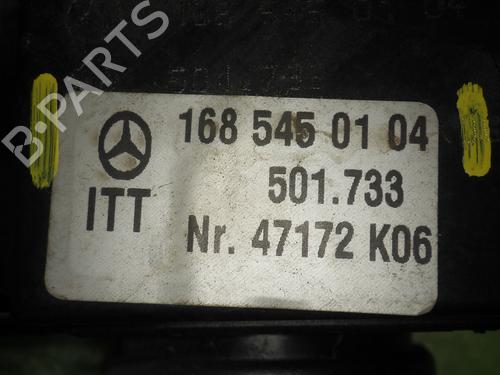 168 545 01 04
501.733
ITT
Nr. 47172 K06
B-PARTS